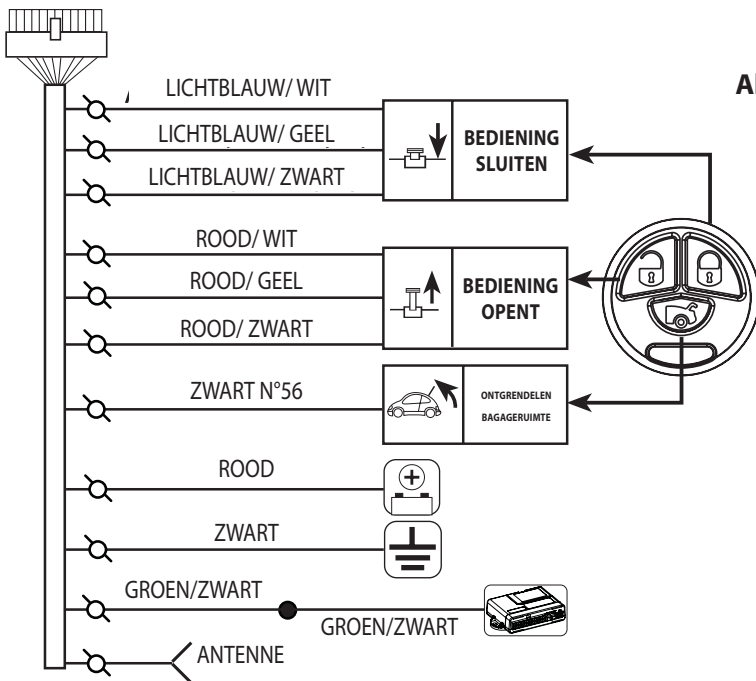 LICHTBLAUW/ WIT
LICHTBLAUW/ GEEL
LICHTBLAUW/ ZWART
BEDIENING
SLUITEN
ROOD/ WIT
ROOD/ GEEL
ROOD/ ZWART
BEDIENING
OPENT
ZWART N°56
ONTGRENDELEN
BAGAGERUIMTE
ROOD
ZWART
GROEN/ZWART
GROEN/ZWART
ANTENNE